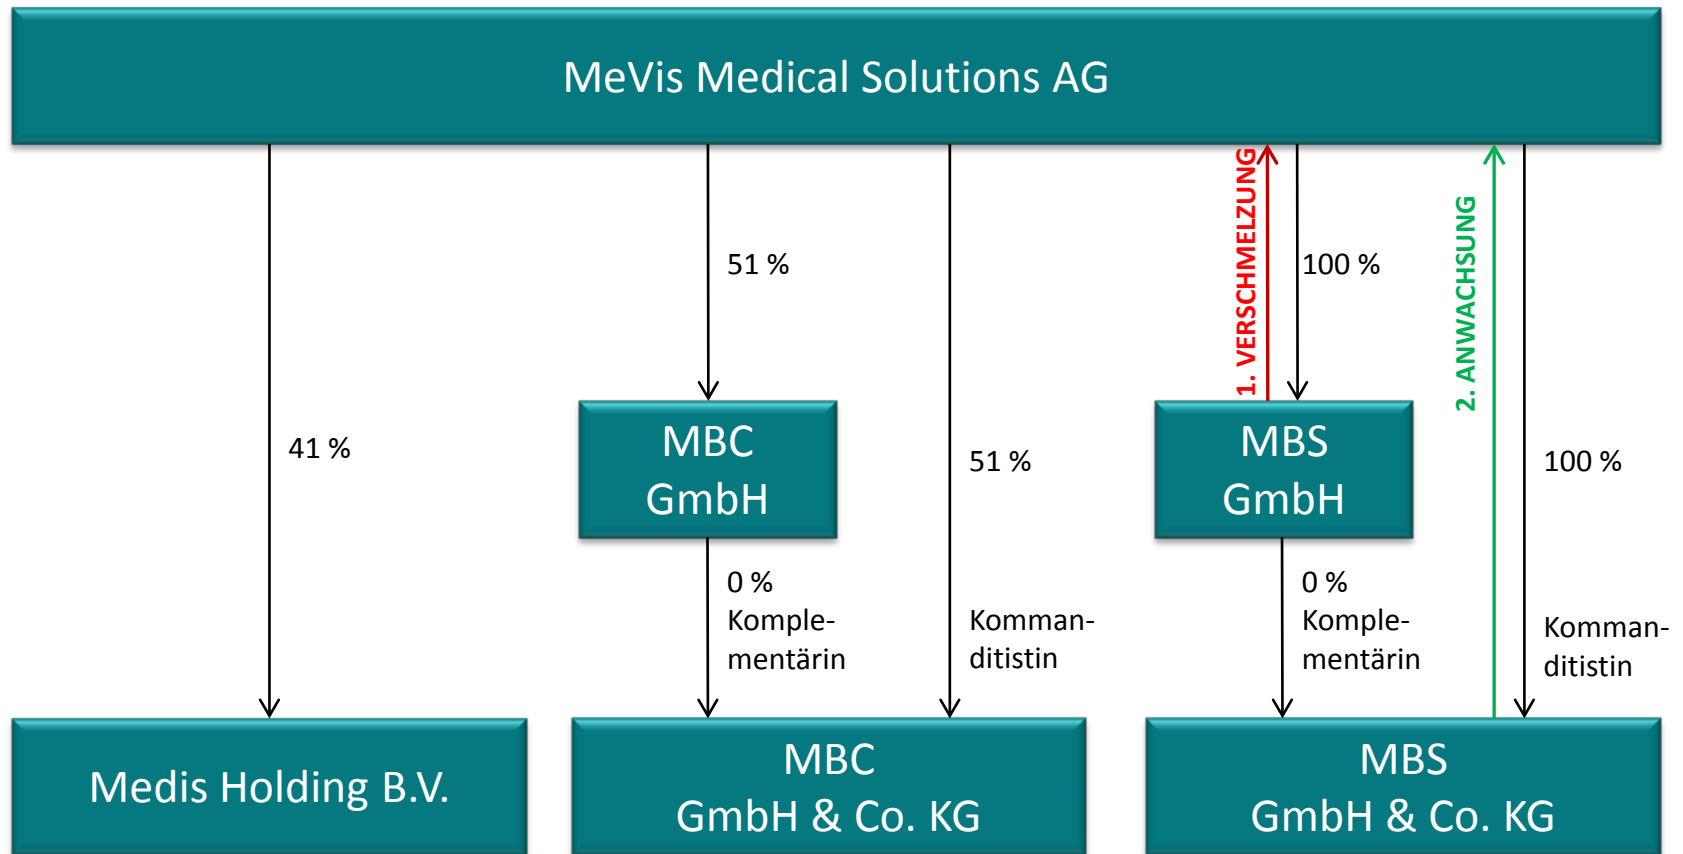 MeVis Medical Solutions AG
1. VERSCHMELZUNG
2. ANWACHSUNG
51 %
100 %
41 %
MBC
GmbH
51 %
MBS
GmbH
100 %
0 %
Komple-
mentärin
Komman-
ditistin
0 %
Komple-
mentärin
Komman-
ditistin
Medis Holding B.V.
MBC
GmbH & Co. KG
MBS
GmbH & Co. KG